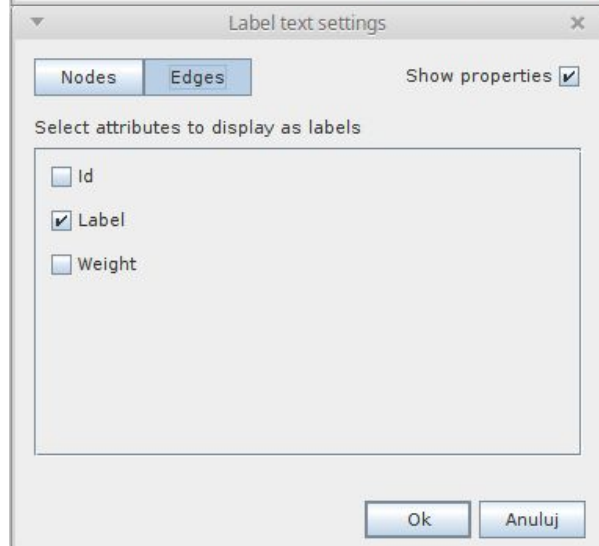 Label text settings
Nodes Edges Show properties
Select attributes to display as labels
Id
Label
Weight
Ok Anuluj